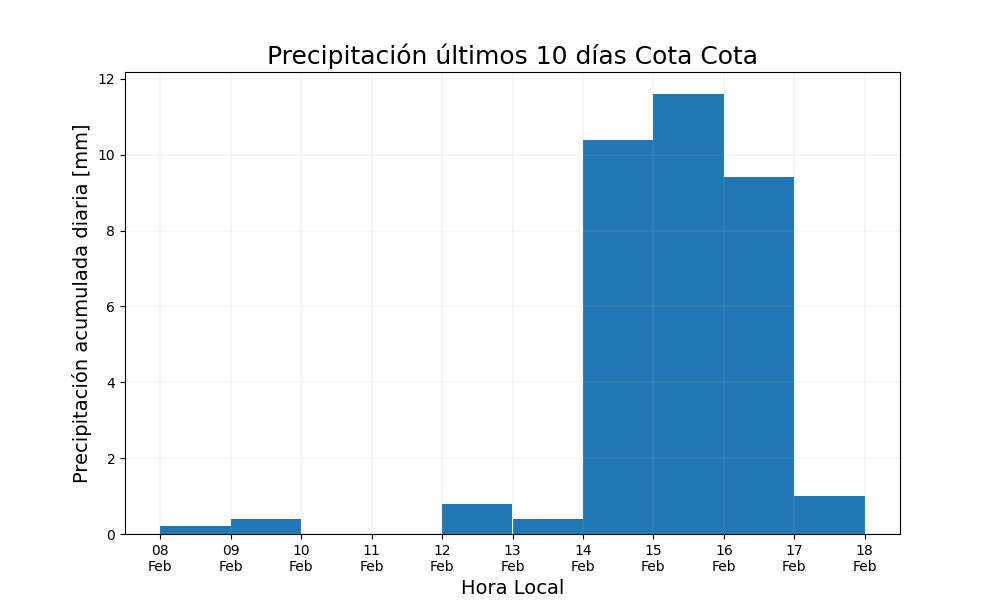 Precipitación últimos 10 días Cota Cota
Precipitación acumulada diaria [mm]
12
10
8
6
4
2
0
08 09 10 11 12 13 14 15 16 17 18
Feb Feb Feb Feb Feb Feb Feb Feb Feb Feb Feb
Hora Local